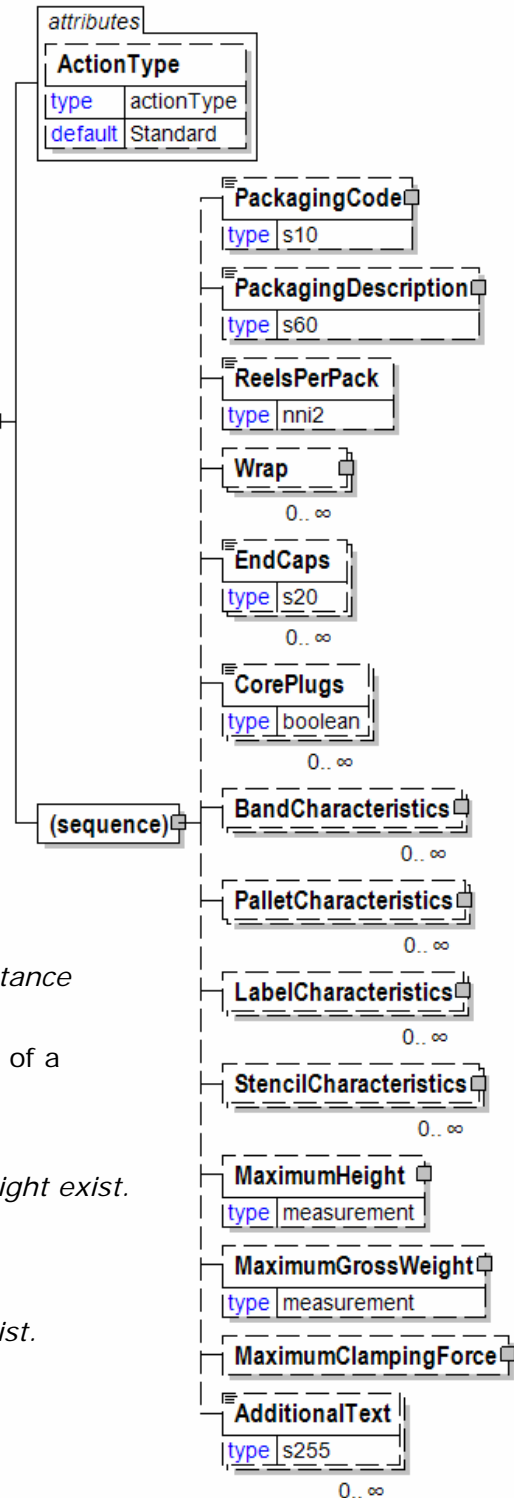 attributes
ActionType
type actionType
default Standard
PackagingCode
type s10
PackagingDescription
type s60
ReelsPerPack
type nni2
Wrap
0.. ∞
EndCaps
type s20
0.. ∞
CorePlugs
type boolean
0.. ∞
(sequence)
BandCharacteristics
0.. ∞
PalletCharacteristics
0.. ∞
LabelCharacteristics
0.. ∞
StencilCharacteristics
0.. ∞
MaximumHeight
type measurement
MaximumGrossWeight
type measurement
MaximumClampingForce
AdditionalText
type s255
0.. ∞
tance
of a
ight exist.
ist.